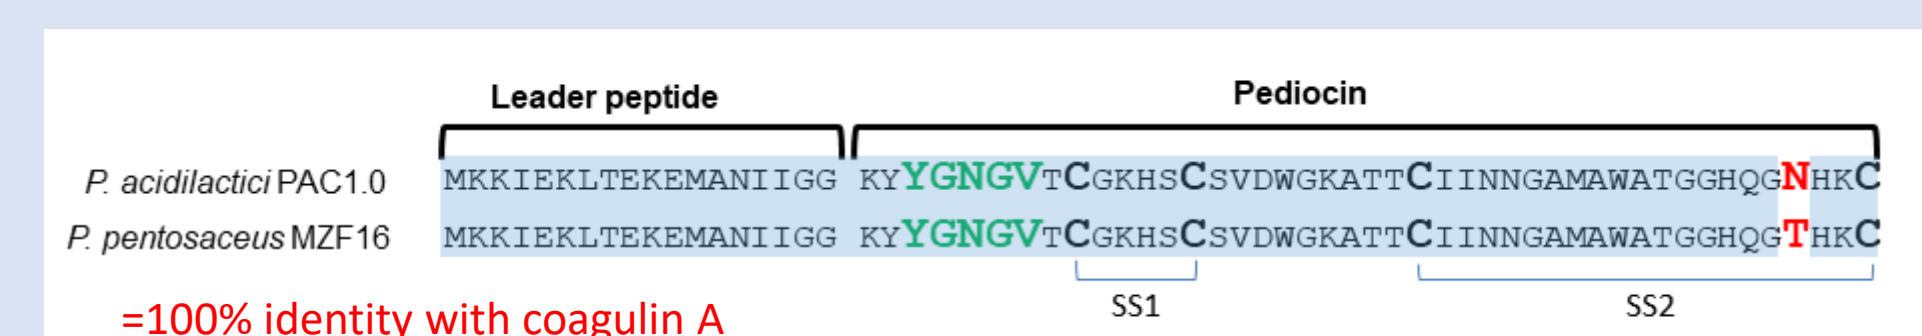 Leader peptide Pediocin
P. acidilactici PAC1.0 MKKIEKLTEKEMANIIGG KYYGNGVTCGKHSCSVDWGKATTCIINNGAMAWATGGHQGNHKC
P. pentosaceus MZF16 MKKIEKLTEKEMANIIGG KYYGNGVTCGKHSCSVDWGKATTCIINNGAMAWATGGHQGTHKC
SS1 SS2
=100% identity with coagulin A